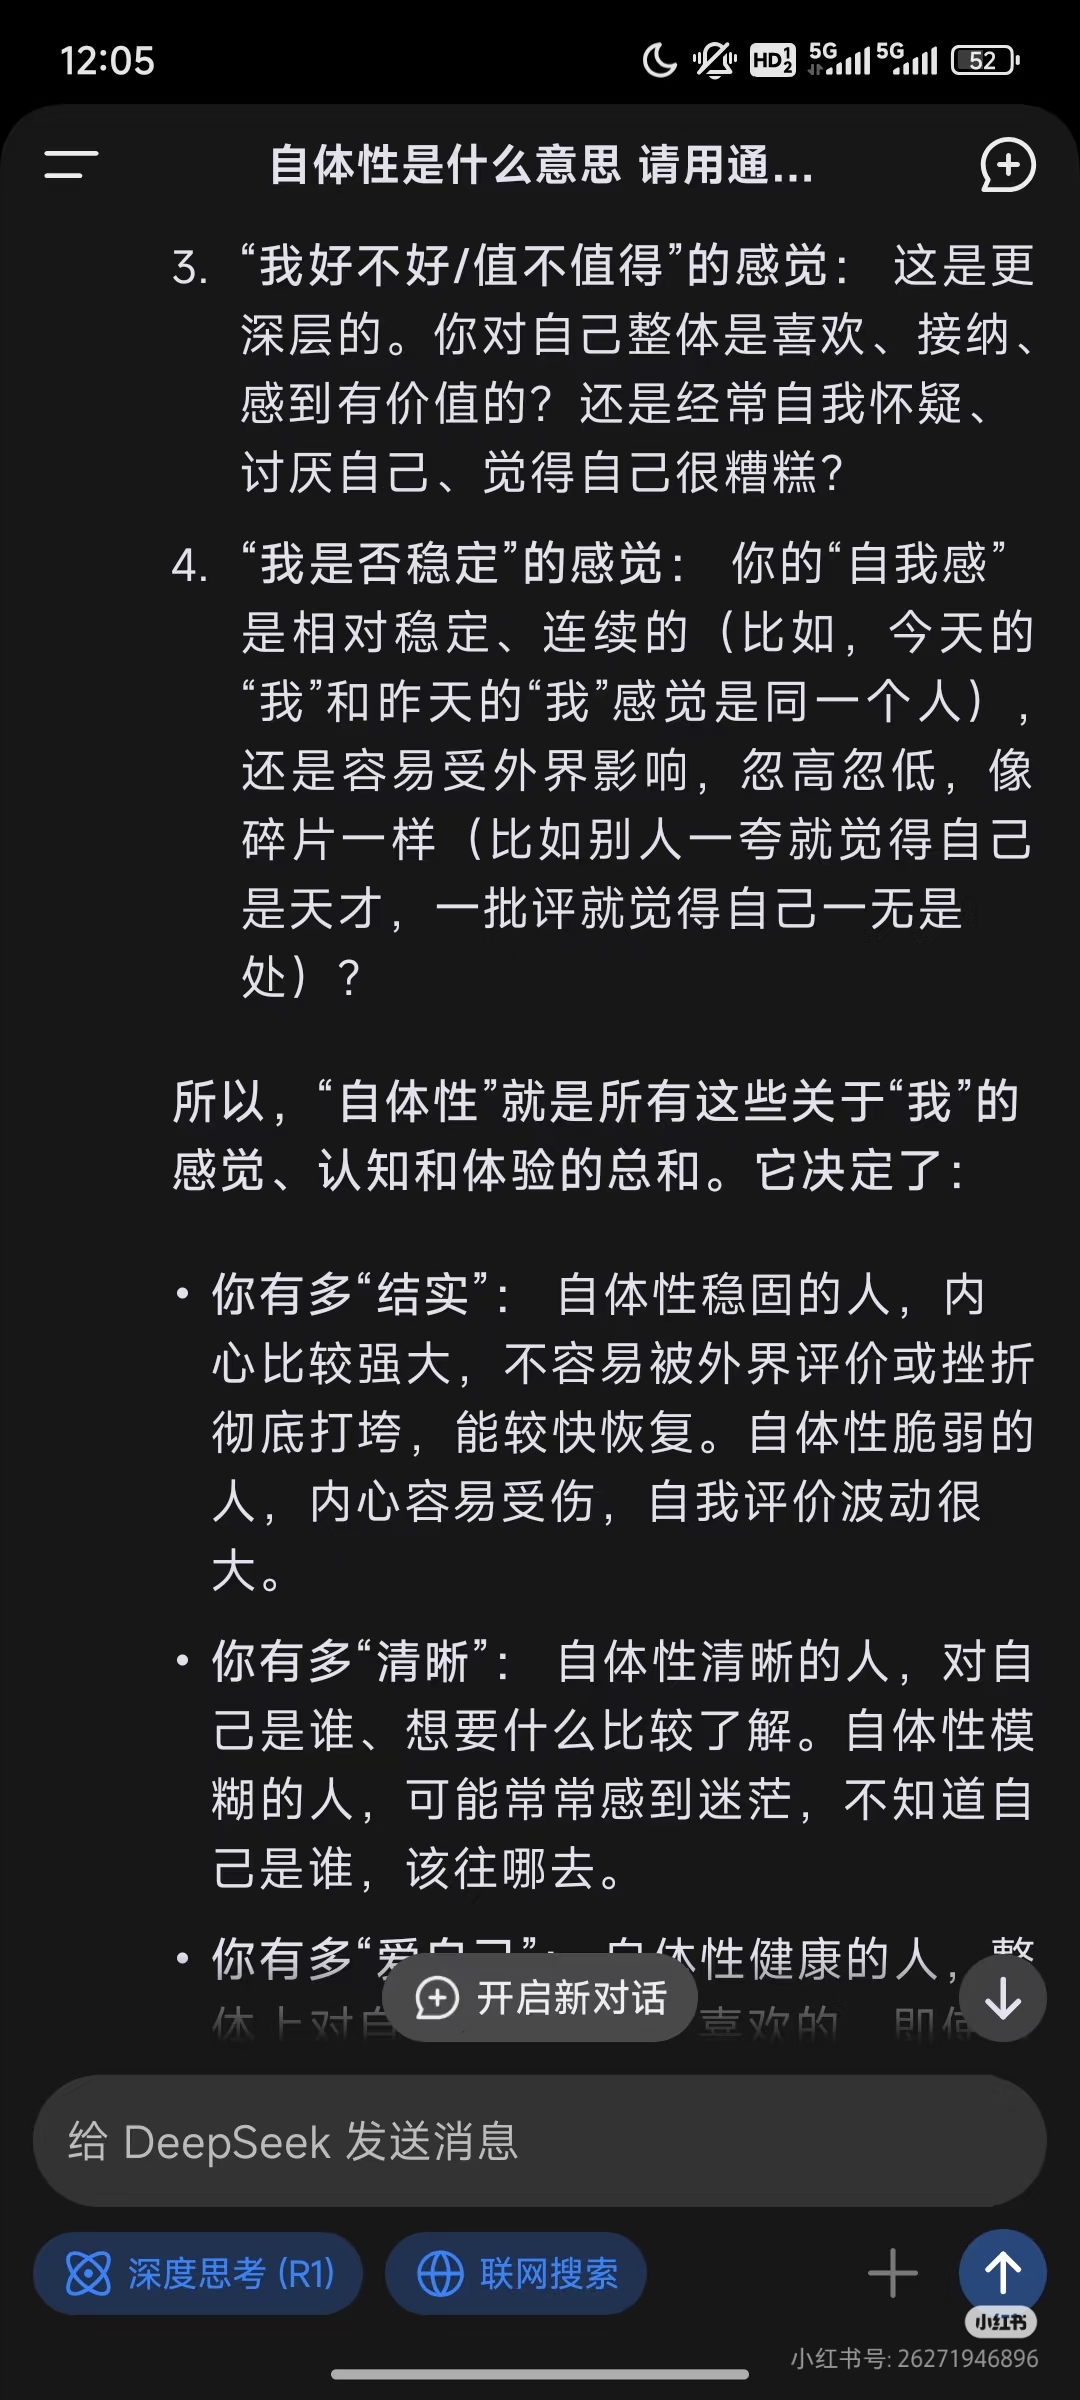 12:05
HD 1 2 5G 5G 52
自体性是什么意思 请用通...
3. “我好不好/值不值得”的感觉： 这是更
深层的。你对自己整体是喜欢、接纳、
感到有价值的？还是经常自我怀疑、
讨厌自己、觉得自己很糟糕？
4. “我是否稳定”的感觉： 你的“自我感”
是相对稳定、连续的（比如，今天的
“我”和昨天的“我”感觉是同一个人），
还是容易受外界影响，忽高忽低，像
碎片一样（比如别人一夸就觉得自己
是天才，一批评就觉得自己一无是
处）？
所以，“自体性”就是所有这些关于“我”的
感觉、认知和体验的总和。它决定了：
• 你有多“结实”： 自体性稳固的人，内
心比较强大，不容易被外界评价或挫折
彻底打垮，能较快恢复。自体性脆弱的
人，内心容易受伤，自我评价波动很
大。
• 你有多“清晰”： 自体性清晰的人，对自
己是谁、想要什么比较了解。自体性模
糊的人，可能常常感到迷茫，不知道自
己是谁，该往哪去。
• 你有多“爱自己”： 自体性健康的人，整
体上对自 喜欢的 即使
开启新对话
给 DeepSeek 发送消息
深度思考 (R1) 联网搜索
小红书
小红书号: 26271946896